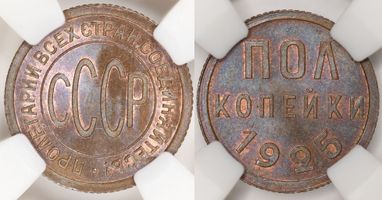 ПРОЛЕТАРИИ ВСЕХ СТРАН, СОЕДИНЯЙТЕСЬ!
СССР
ПОЛ
КОПЕЙКИ
1925